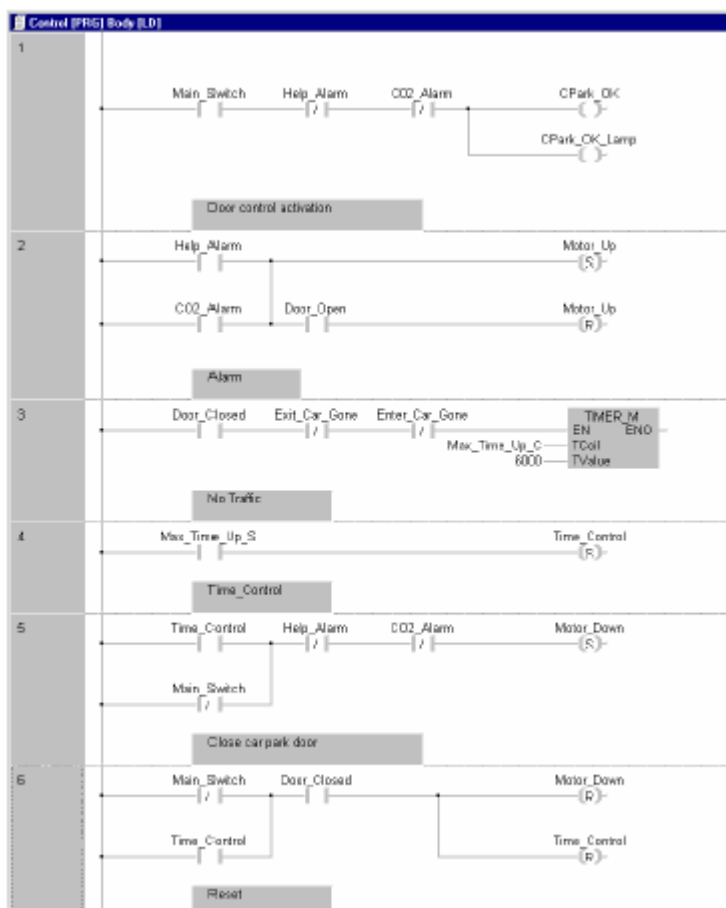 Control [PRG] Body [LD]
1
Main_Switch Help_Alarm CO2_Alarm CPark_OK
CPark_OK_Lamp
Door control activation
2
Help_Alarm Motor_Up
S
CO2_Alarm Door_Open Motor_Up
R
Alarm
3
Door_Closed Exit_Car_Gone Enter_Car_Gone TIMER_M
EN ENO
Max_Time_Up_C TCoil
6000 TValue
No Traffic
4
Max_Time_Up_S Time_Control
S
Time_Control
5
Time_Control Help_Alarm CO2_Alarm Motor_Down
S
Main_Switch
Close car park door
6
Main_Switch Door_Closed Motor_Down
R
Time_Control Time_Control
R
Reset